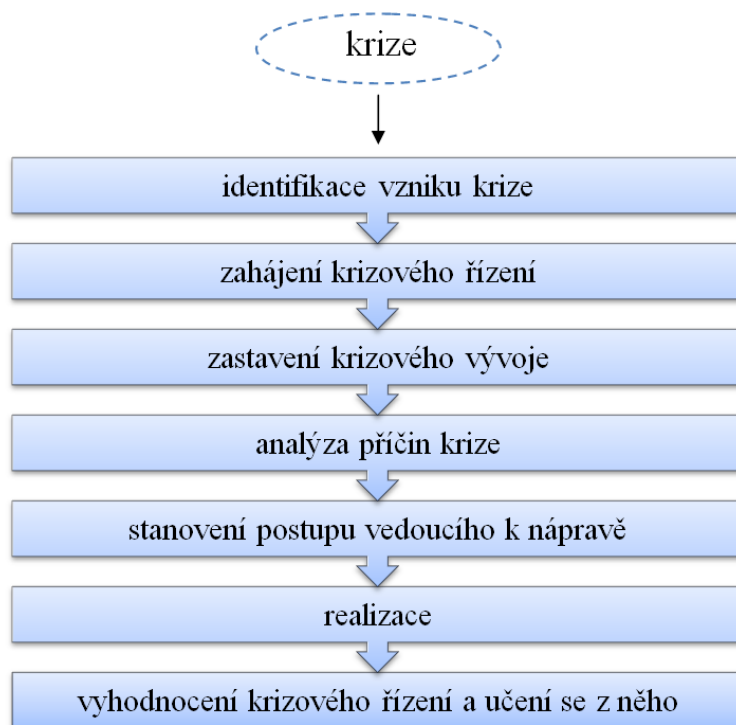 krize
identifikace vzniku krize
zahájení krizového řízení
zastavení krizového vývoje
analýza příčin krize
stanovení postupu vedoucího k nápravě
realizace
vyhodnocení krizového řízení a učení se z něho